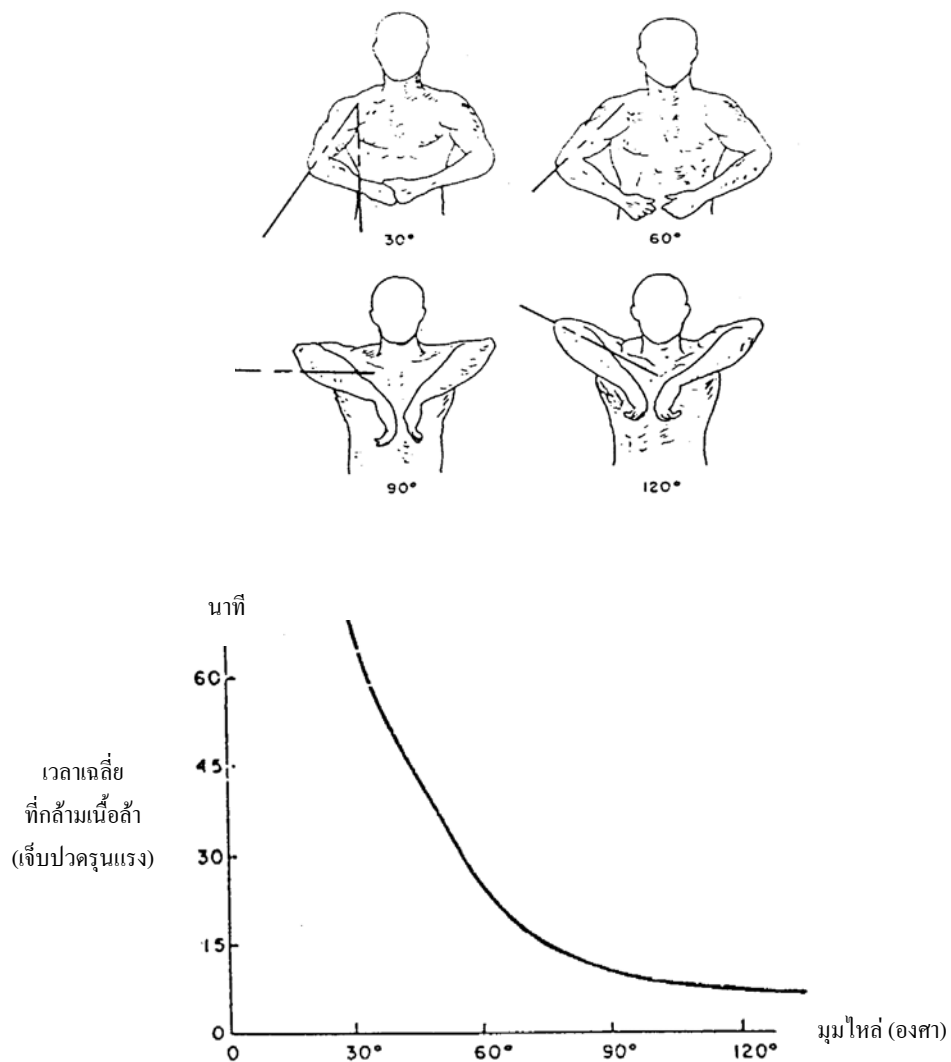 30°
60°
90°
120°
นาที
60
45
30
15
0
เวลาเฉลี่ย
ที่กล้ามเนื้อล้า
(เจ็บปวดรุนแรง)
0 30° 60° 90° 120°
มุมไหล่ (องศา)